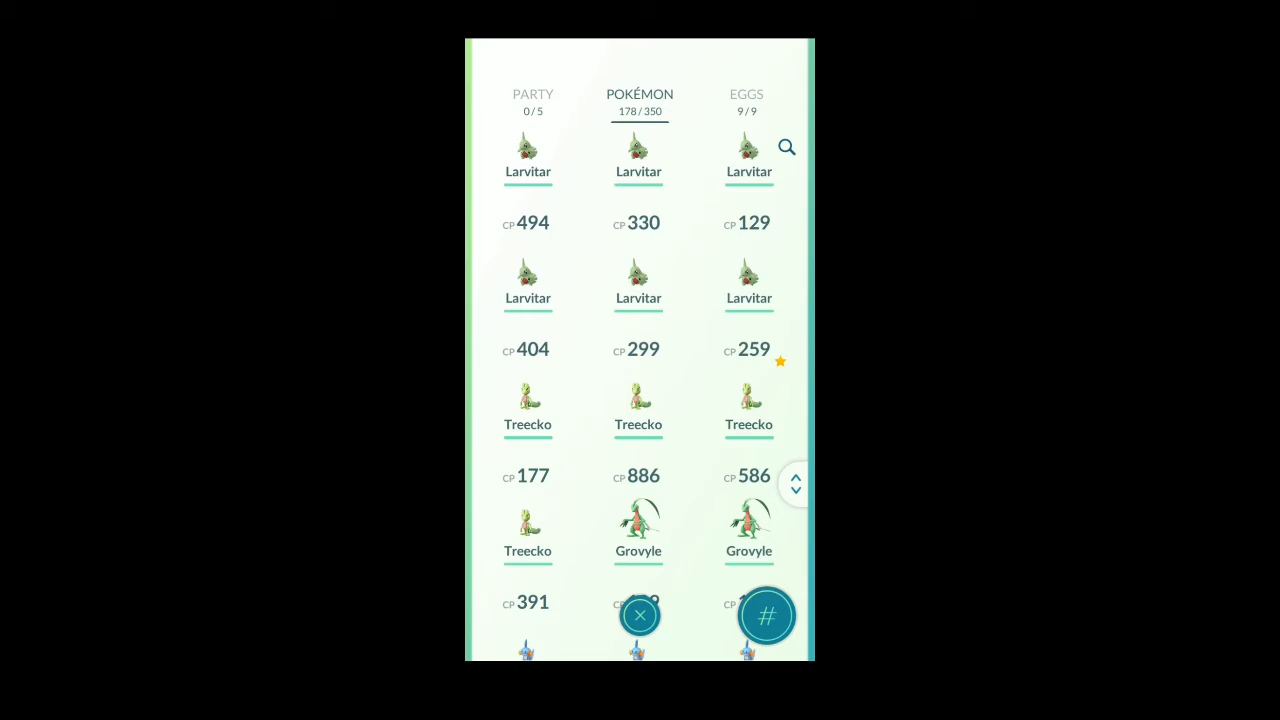 PARTY POKÉMON EGGS
0 / 5 178 / 350 9 / 9
Larvitar Larvitar Larvitar
CP 494 CP 330 CP 129
Larvitar Larvitar Larvitar
CP 404 CP 299 CP 259
Treecko Treecko Treecko
CP 177 CP 886 CP 586
Treecko Grovyle Grovyle
CP 391 CP CP
#